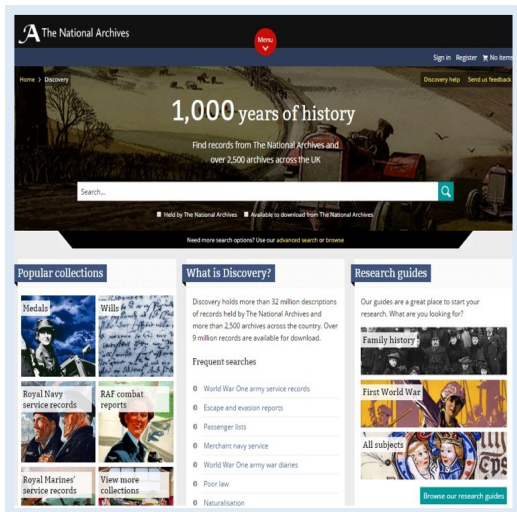 The National Archives
Menu
Sign in Register No items
Home > Discovery
Discovery help Send us feedback
1,000 years of history
Find records from The National Archives and
over 2,500 archives across the UK
Search...
Held by The National Archives Available to download from The National Archives
Need more search options? Use our advanced search or browse
Popular collections
Medals
Wills
Royal Navy
service records
RAF combat
reports
Royal Marines'
service records
View more
collections
What is Discovery?
Discovery holds more than 32 million descriptions
of records held by The National Archives and
more than 2,500 archives across the country. Over
9 million records are available for download.
Frequent searches
World War One army service records
Escape and evasion reports
Passenger lists
Merchant navy service
World War One army war diaries
Poor law
Naturalisation
Research guides
Our guides are a great place to start your
research. What are you looking for?
Family history
First World War
All subjects
Browse our research guides